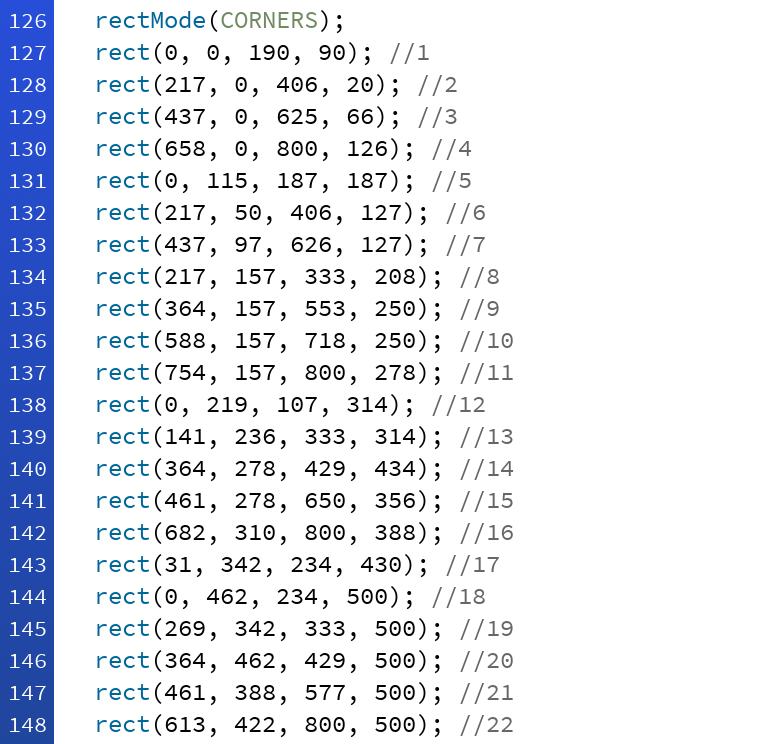 126 rectMode(CORNERS);
127 rect(0, 0, 190, 90); //1
128 rect(217, 0, 406, 20); //2
129 rect(437, 0, 625, 66); //3
130 rect(658, 0, 800, 126); //4
131 rect(0, 115, 187, 187); //5
132 rect(217, 50, 406, 127); //6
133 rect(437, 97, 626, 127); //7
134 rect(217, 157, 333, 208); //8
135 rect(364, 157, 553, 250); //9
136 rect(588, 157, 718, 250); //10
137 rect(754, 157, 800, 278); //11
138 rect(0, 219, 107, 314); //12
139 rect(141, 236, 333, 314); //13
140 rect(364, 278, 429, 434); //14
141 rect(461, 278, 650, 356); //15
142 rect(682, 310, 800, 388); //16
143 rect(31, 342, 234, 430); //17
144 rect(0, 462, 234, 500); //18
145 rect(269, 342, 333, 500); //19
146 rect(364, 462, 429, 500); //20
147 rect(461, 388, 577, 500); //21
148 rect(613, 422, 800, 500); //22